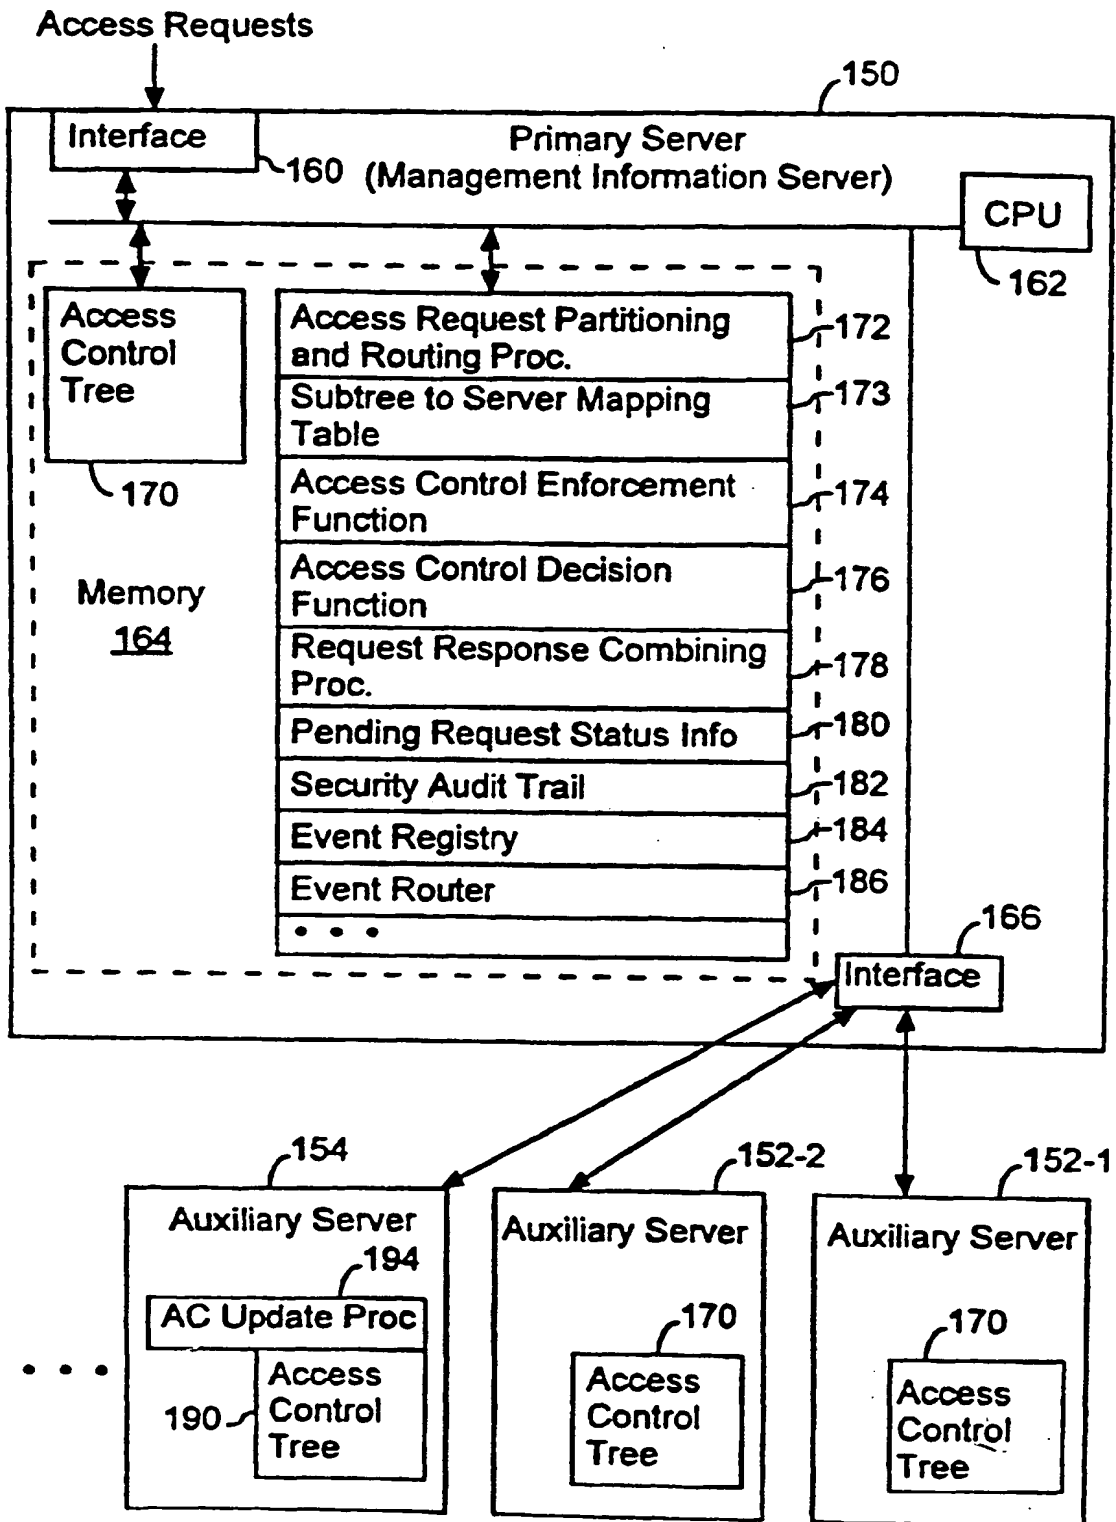 Access Requests
150
Interface
160
Primary Server
(Management Information Server)
CPU
162
Access
Control
Tree
170
Memory
164
Access Request Partitioning
and Routing Proc.
172
Subtree to Server Mapping
Table
173
Access Control Enforcement
Function
174
Access Control Decision
Function
176
Request Response Combining
Proc.
178
Pending Request Status Info
180
Security Audit Trail
182
Event Registry
184
Event Router
186
• • •
166
Interface
154
Auxiliary Server
194
AC Update Proc
190
Access
Control
Tree
• • •
152-2
Auxiliary Server
170
Access
Control
Tree
152-1
Auxiliary Server
170
Access
Control
Tree